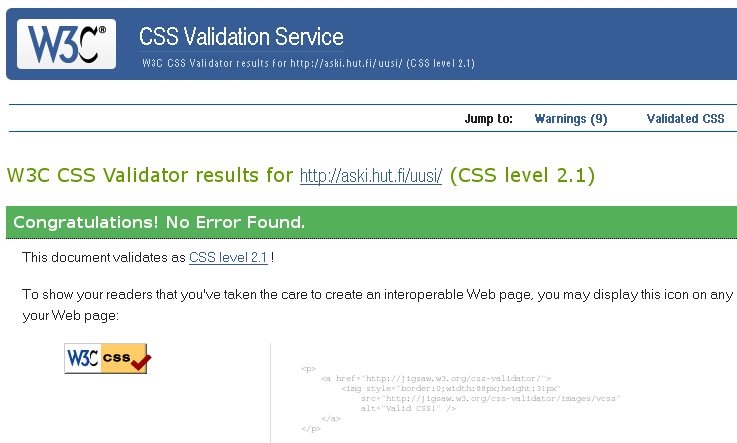 W3C® CSS Validation Service
W3C CSS Validator results for http://aski.hut.fi/uusi/ (CSS level 2.1)
Jump to: Warnings (9) Validated CSS
W3C CSS Validator results for http://aski.hut.fi/uusi/ (CSS level 2.1)
Congratulations! No Error Found.
This document validates as CSS level 2.1 !
To show your readers that you've taken the care to create an interoperable Web page, you may display this icon on any
your Web page:
W3C css
<p>
<a href="http://jigsaw.w3.org/css-validator/">
<img style="border:0;width:88px;height:31px"
src="http://jigsaw.w3.org/css-validator/images/vcss"
alt="Valid CSS!" />
</a>
</p>